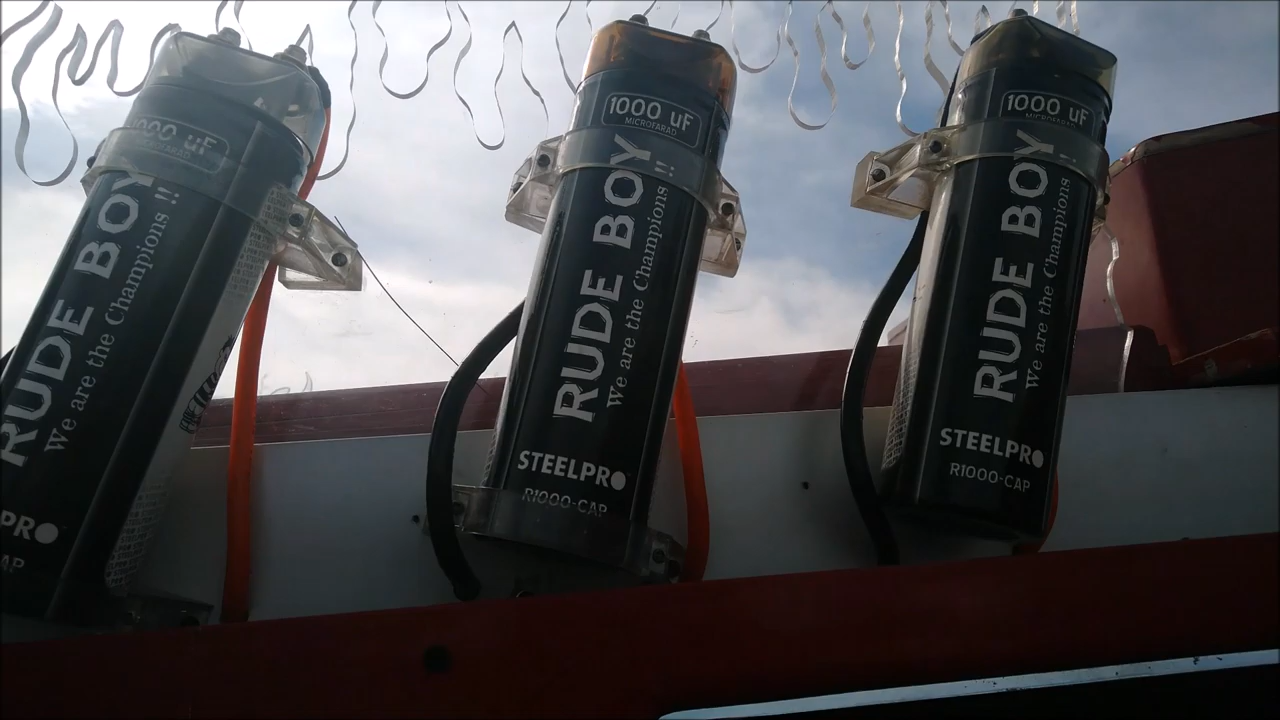 1000 uF
MICROFARAD
RUDE BOY
We are the Champions !!
PRO
AP
1000 uF
MICROFARAD
RUDE BOY
We are the Champions !!
STEELPRO
R1000-CAP
1000 uF
MICROFARAD
RUDE BOY
We are the Champions !!
STEELPRO
R1000-CAP